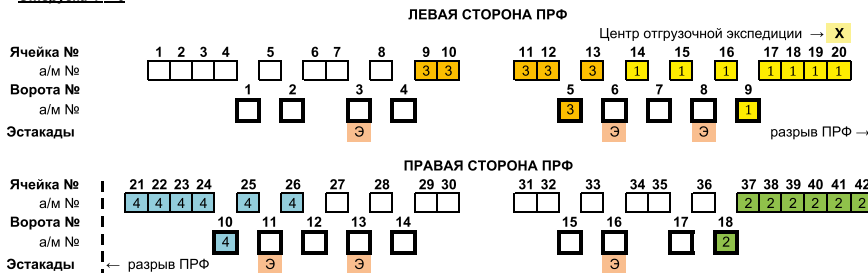 ЛЕВАЯ СТОРОНА ПРФ
Центр отгрузочной экспедиции → X
Ячейка № 1 2 3 4 5 6 7 8 9 10 11 12 13 14 15 16 17 18 19 20
а/м № 3 3 3 3 3 1 1 1 1 1 1 1
Ворота № 1 2 3 4 5 6 7 8 9
а/м № 3 1
Эстакады Э Э Э разрыв ПРФ →
ПРАВАЯ СТОРОНА ПРФ
Ячейка № 21 22 23 24 25 26 27 28 29 30 31 32 33 34 35 36 37 38 39 40 41 42
а/м № 4 4 4 4 4 4 2 2 2 2 2 2
Ворота № 10 11 12 13 14 15 16 17 18
а/м № 4 2
Эстакады ← разрыв ПРФ Э Э Э